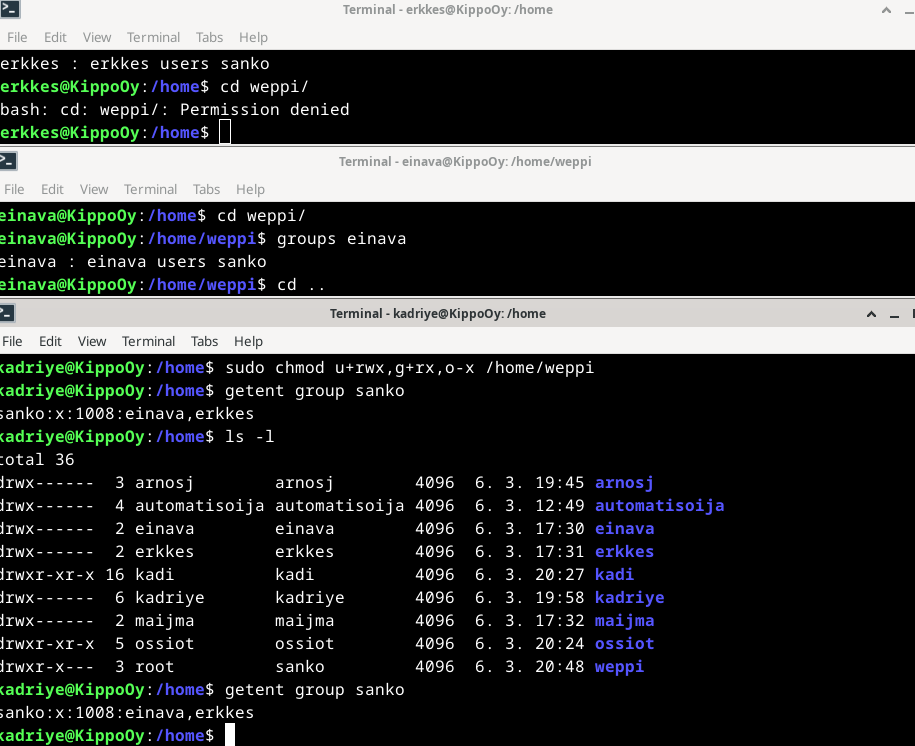 Terminal - erkkes@KippoOy: /home
File Edit View Terminal Tabs Help
erkkes : erkkes users sanko
erkkes@KippoOy:/home$ cd weppi/
bash: cd: weppi/: Permission denied
erkkes@KippoOy:/home$
Terminal - einava@KippoOy: /home/weppi
File Edit View Terminal Tabs Help
einava@KippoOy:/home$ cd weppi/
einava@KippoOy:/home/weppi$ groups einava
einava : einava users sanko
einava@KippoOy:/home/weppi$ cd ..
Terminal - kadriye@KippoOy: /home
File Edit View Terminal Tabs Help
kadriye@KippoOy:/home$ sudo chmod u+rwx,g+rx,o-x /home/weppi
kadriye@KippoOy:/home$ getent group sanko
sanko:x:1008:einava,erkkes
kadriye@KippoOy:/home$ ls -l
total 36
drwx------ 3 arnosj arnosj 4096 6. 3. 19:45 arnosj
drwx------ 4 automatisoija automatisoija 4096 6. 3. 12:49 automatisoija
drwx------ 2 einava einava 4096 6. 3. 17:30 einava
drwx------ 2 erkkes erkkes 4096 6. 3. 17:31 erkkes
drwxr-xr-x 16 kadi kadi 4096 6. 3. 20:27 kadi
drwx------ 6 kadriye kadriye 4096 6. 3. 19:58 kadriye
drwx------ 2 maijma maijma 4096 6. 3. 17:32 maijma
drwxr-xr-x 5 ossiot ossiot 4096 6. 3. 20:24 ossiot
drwxr-x--- 3 root sanko 4096 6. 3. 20:48 weppi
kadriye@KippoOy:/home$ getent group sanko
sanko:x:1008:einava,erkkes
kadriye@KippoOy:/home$